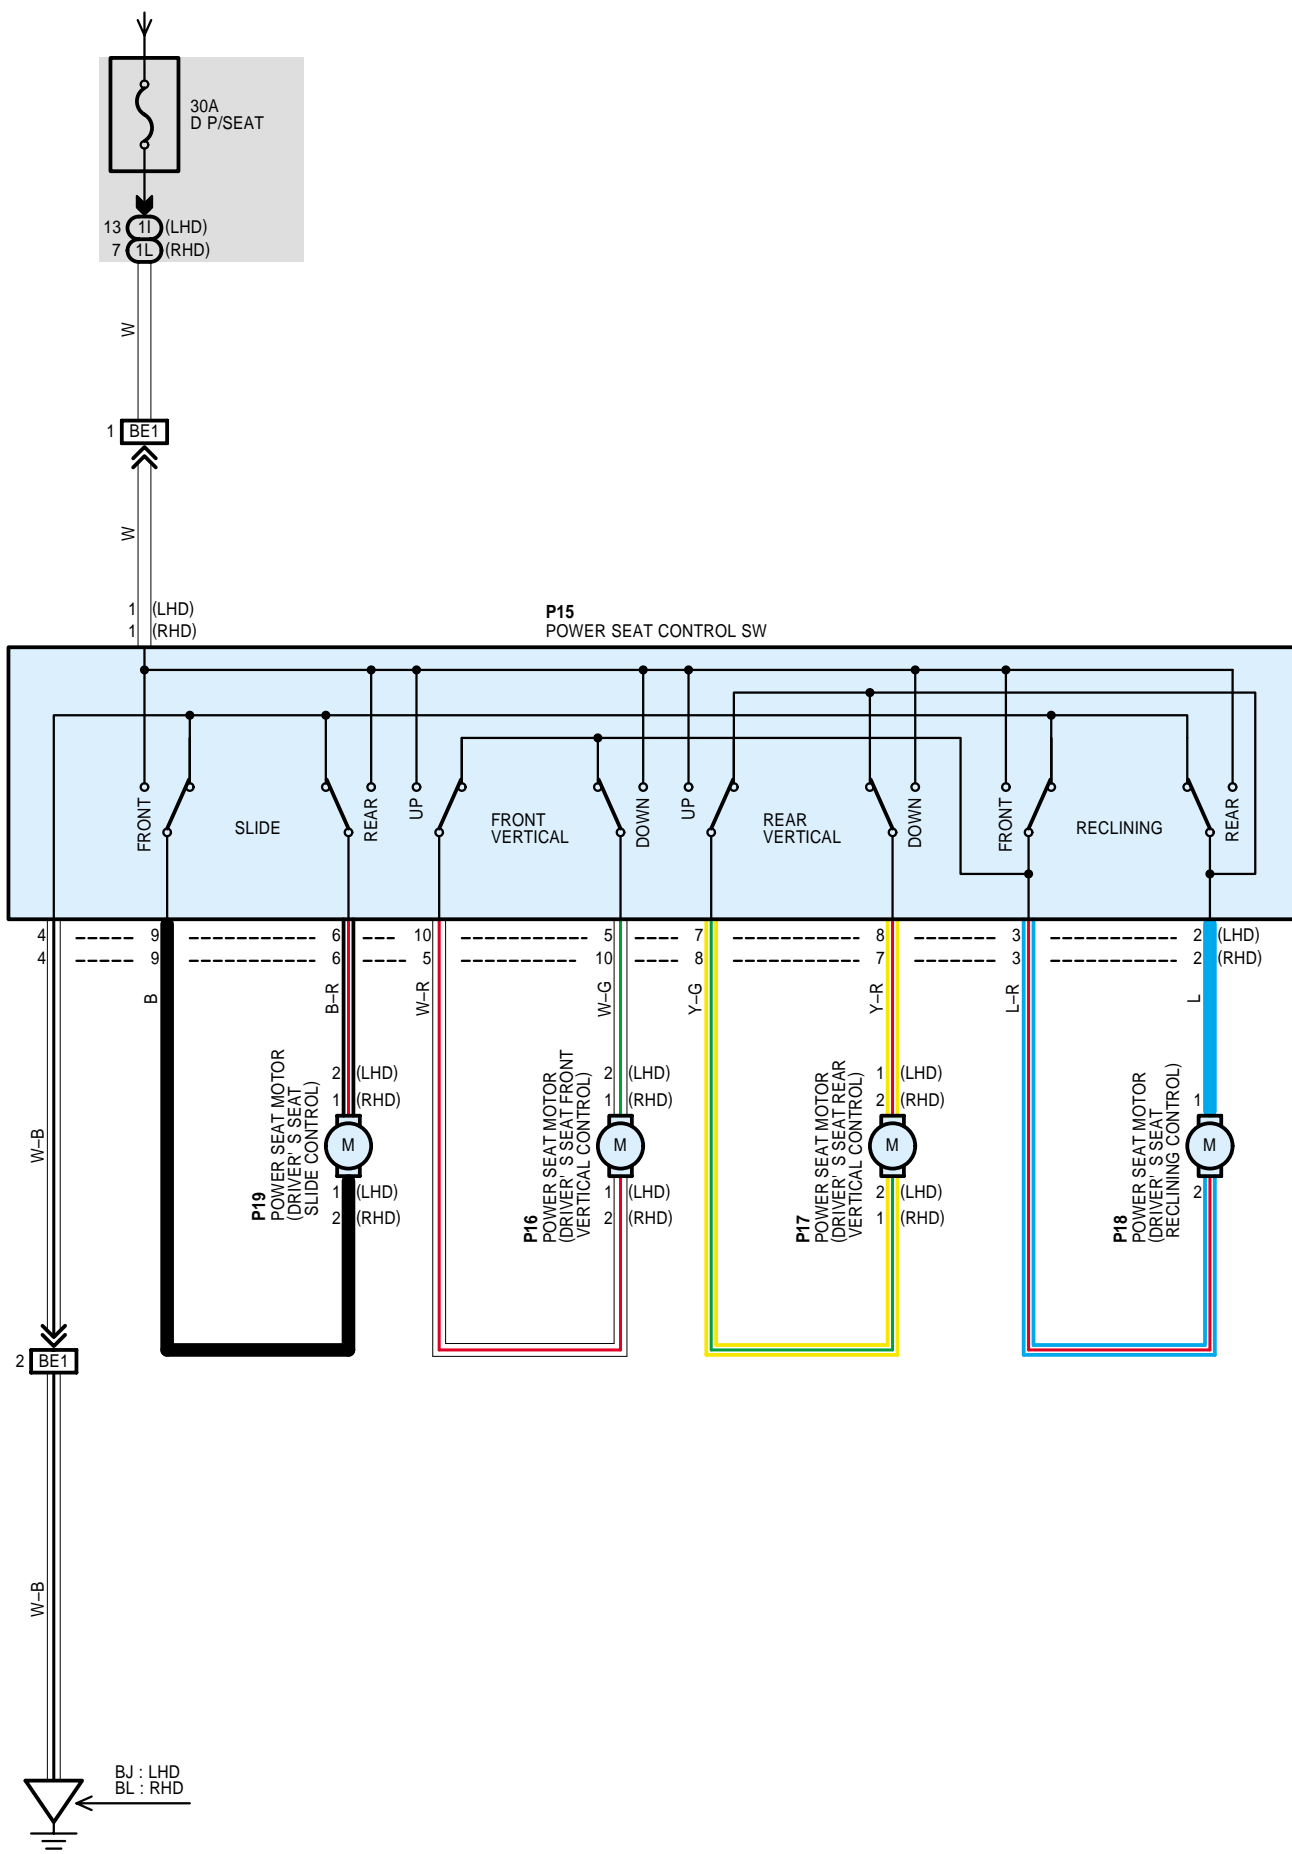 30A
D P/SEAT
13 1I (LHD)
7 1L (RHD)
W
1 BE1
W
1 (LHD)
1 (RHD)
P15
POWER SEAT CONTROL SW
FRONT
SLIDE
REAR
UP
FRONT
VERTICAL
DOWN
UP
REAR
VERTICAL
DOWN
FRONT
RECLINING
REAR
4 9 6 10 5 7 8 3 2 (LHD)
4 9 6 5 10 8 7 3 2 (RHD)
B
B–R
W–R
W–G
Y–G
Y–R
L–R
L
W–B
2 (LHD)
1 (RHD)
M
1 (LHD)
2 (RHD)
P19
POWER SEAT MOTOR
(DRIVER' S SEAT
SLIDE CONTROL)
2 (LHD)
1 (RHD)
M
1 (LHD)
2 (RHD)
P16
POWER SEAT MOTOR
(DRIVER' S SEAT FRONT
VERTICAL CONTROL)
1 (LHD)
2 (RHD)
M
2 (LHD)
1 (RHD)
P17
POWER SEAT MOTOR
(DRIVER' S SEAT REAR
VERTICAL CONTROL)
1
M
2
P18
POWER SEAT MOTOR
(DRIVER' S SEAT
RECLINING CONTROL)
2 BE1
W–B
BJ : LHD
BL : RHD